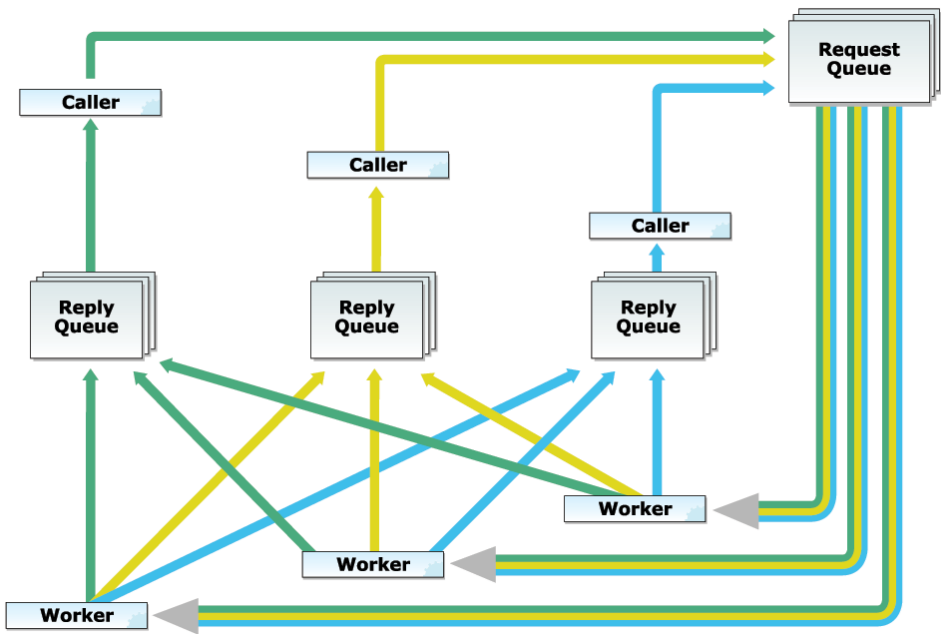 Request
Queue
Caller
Caller
Caller
Reply
Queue
Reply
Queue
Reply
Queue
Worker
Worker
Worker